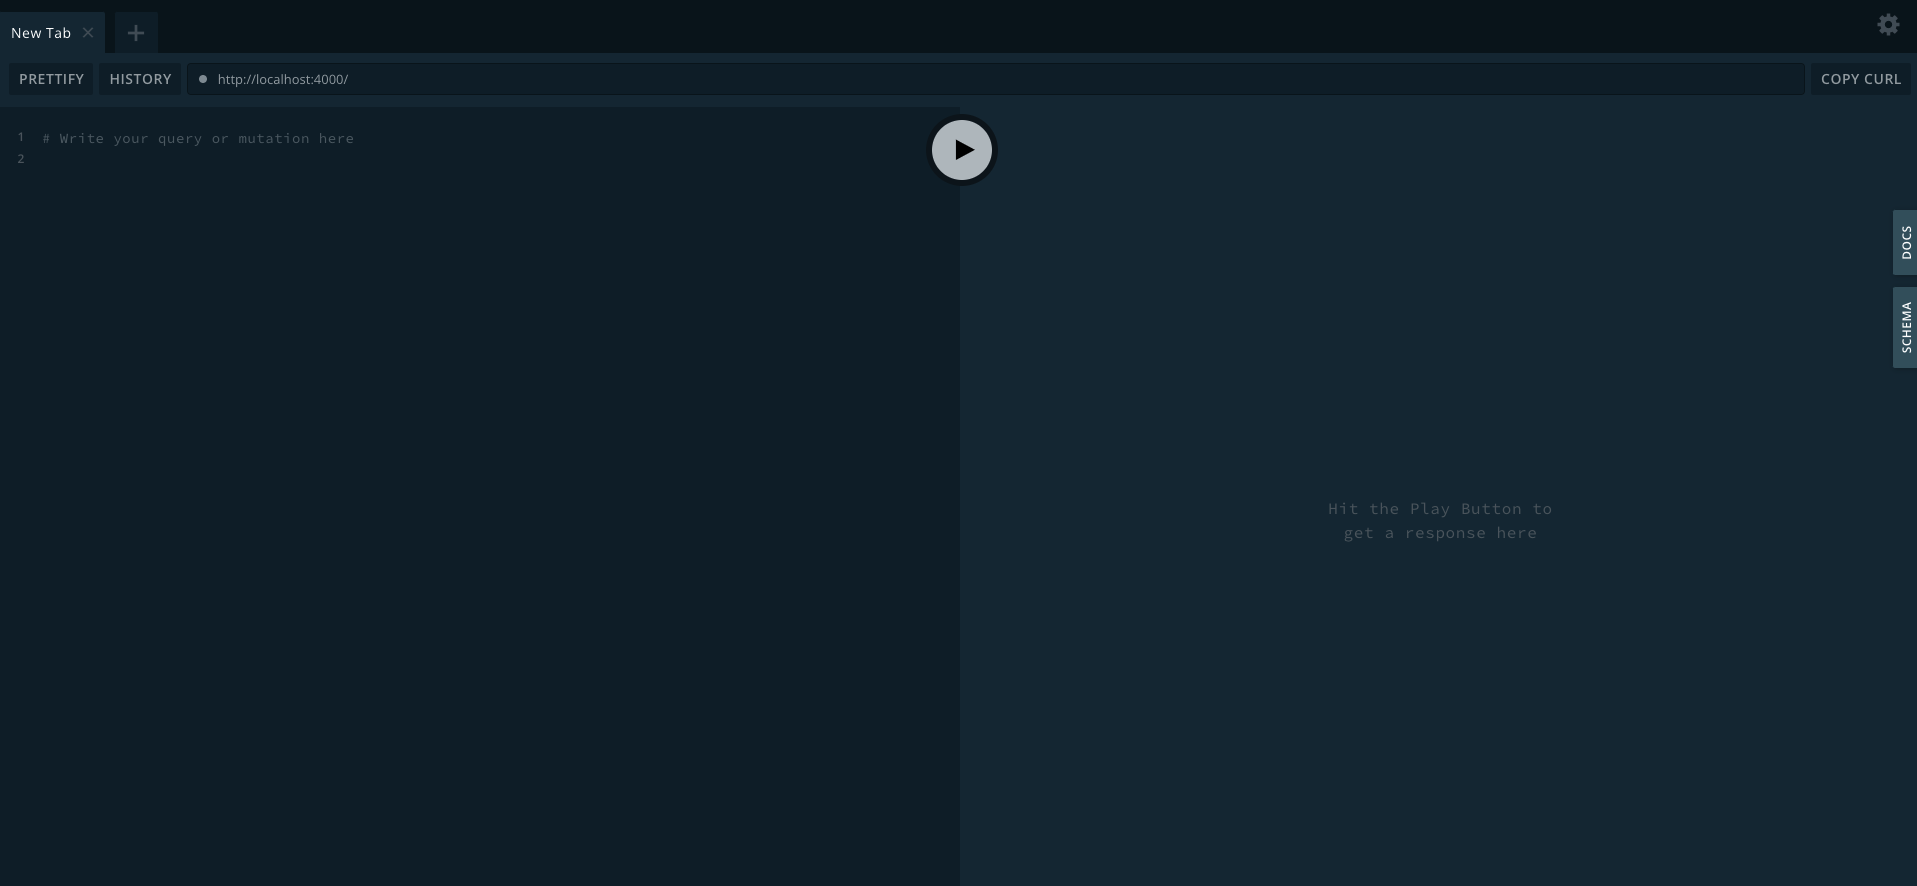 New Tab
PRETTIFY
HISTORY
http://localhost:4000/
COPY CURL
1 # Write your query or mutation here
2
DOCS
SCHEMA
Hit the Play Button to
get a response here